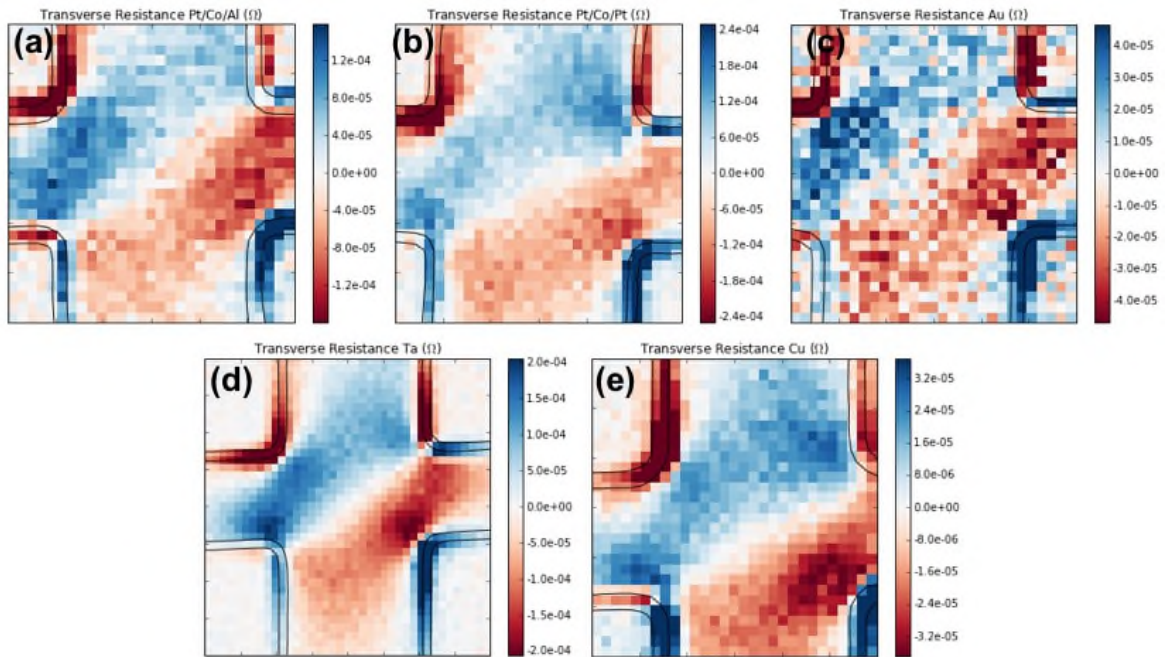 Transverse Resistance Pt/Co/Al (Ω)
(a)
1.2e-04
8.0e-05
4.0e-05
0.0e+00
-4.0e-05
-8.0e-05
-1.2e-04
Transverse Resistance Pt/Co/Pt (Ω)
(b)
2.4e-04
1.8e-04
1.2e-04
6.0e-05
0.0e+00
-6.0e-05
-1.2e-04
-1.8e-04
-2.4e-04
Transverse Resistance Au (Ω)
(c)
4.0e-05
3.0e-05
2.0e-05
1.0e-05
0.0e+00
-1.0e-05
-2.0e-05
-3.0e-05
-4.0e-05
Transverse Resistance Ta (Ω)
(d)
2.0e-04
1.5e-04
1.0e-04
5.0e-05
0.0e+00
-5.0e-05
-1.0e-04
-1.5e-04
-2.0e-04
Transverse Resistance Cu (Ω)
(e)
3.2e-05
2.4e-05
1.6e-05
8.0e-06
0.0e+00
-8.0e-06
-1.6e-05
-2.4e-05
-3.2e-05